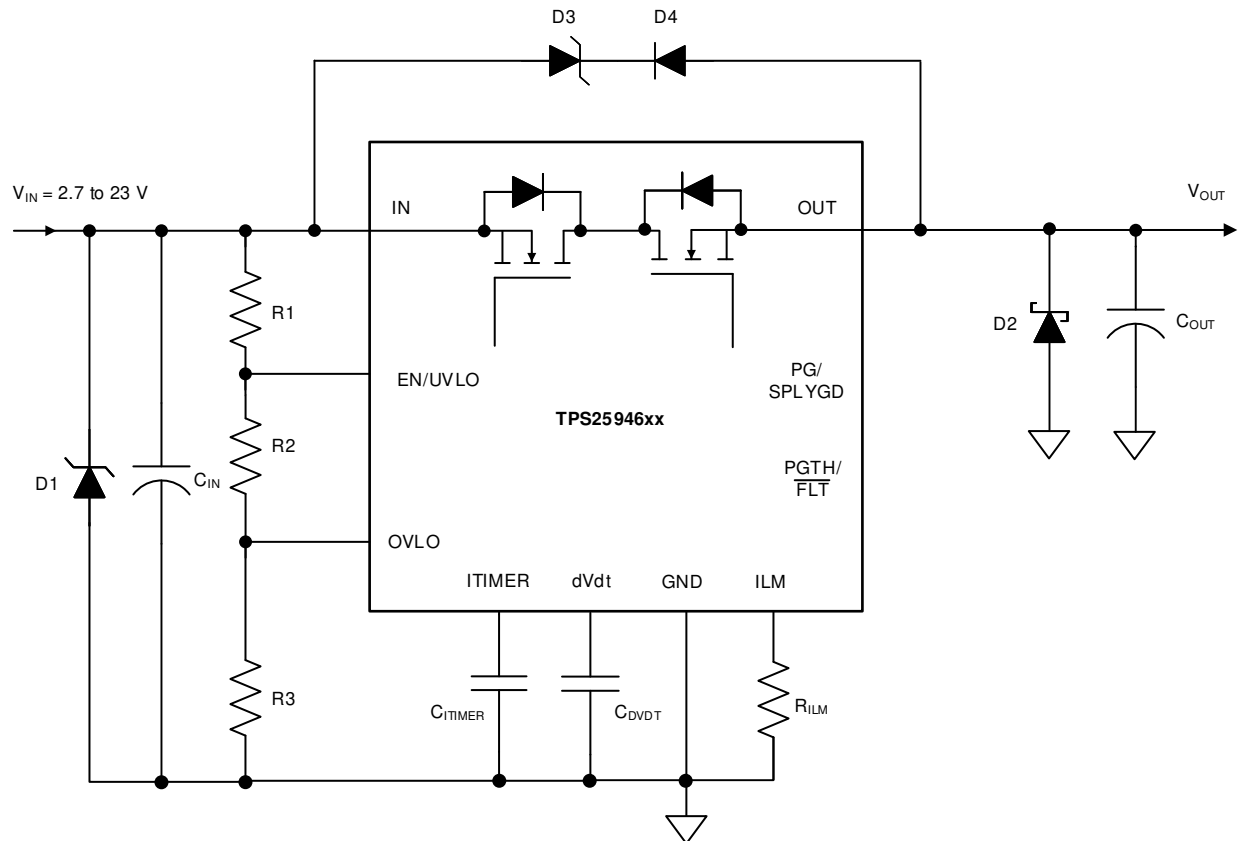 D3
D4
V_IN = 2.7 to 23 V
IN
OUT
V_OUT
R1
D2
C_OUT
EN/UVLO
PG/
SPLYGD
TPS25946xx
R2
D1
C_IN
PGTH/
FLT
OVLO
ITIMER
dVdt
GND
ILM
R3
C_ITIMER
C_DVDT
R_ILM